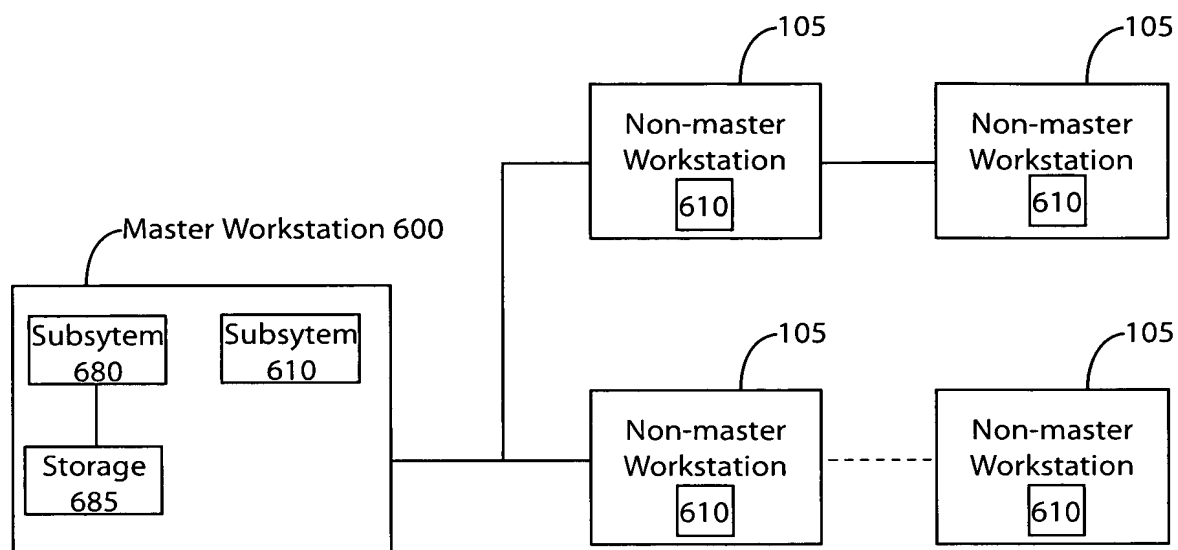 105
105
Non-master
Workstation
610
Non-master
Workstation
610
Master Workstation 600
Subsytem
680
Subsytem
610
Storage
685
105
105
Non-master
Workstation
610
Non-master
Workstation
610